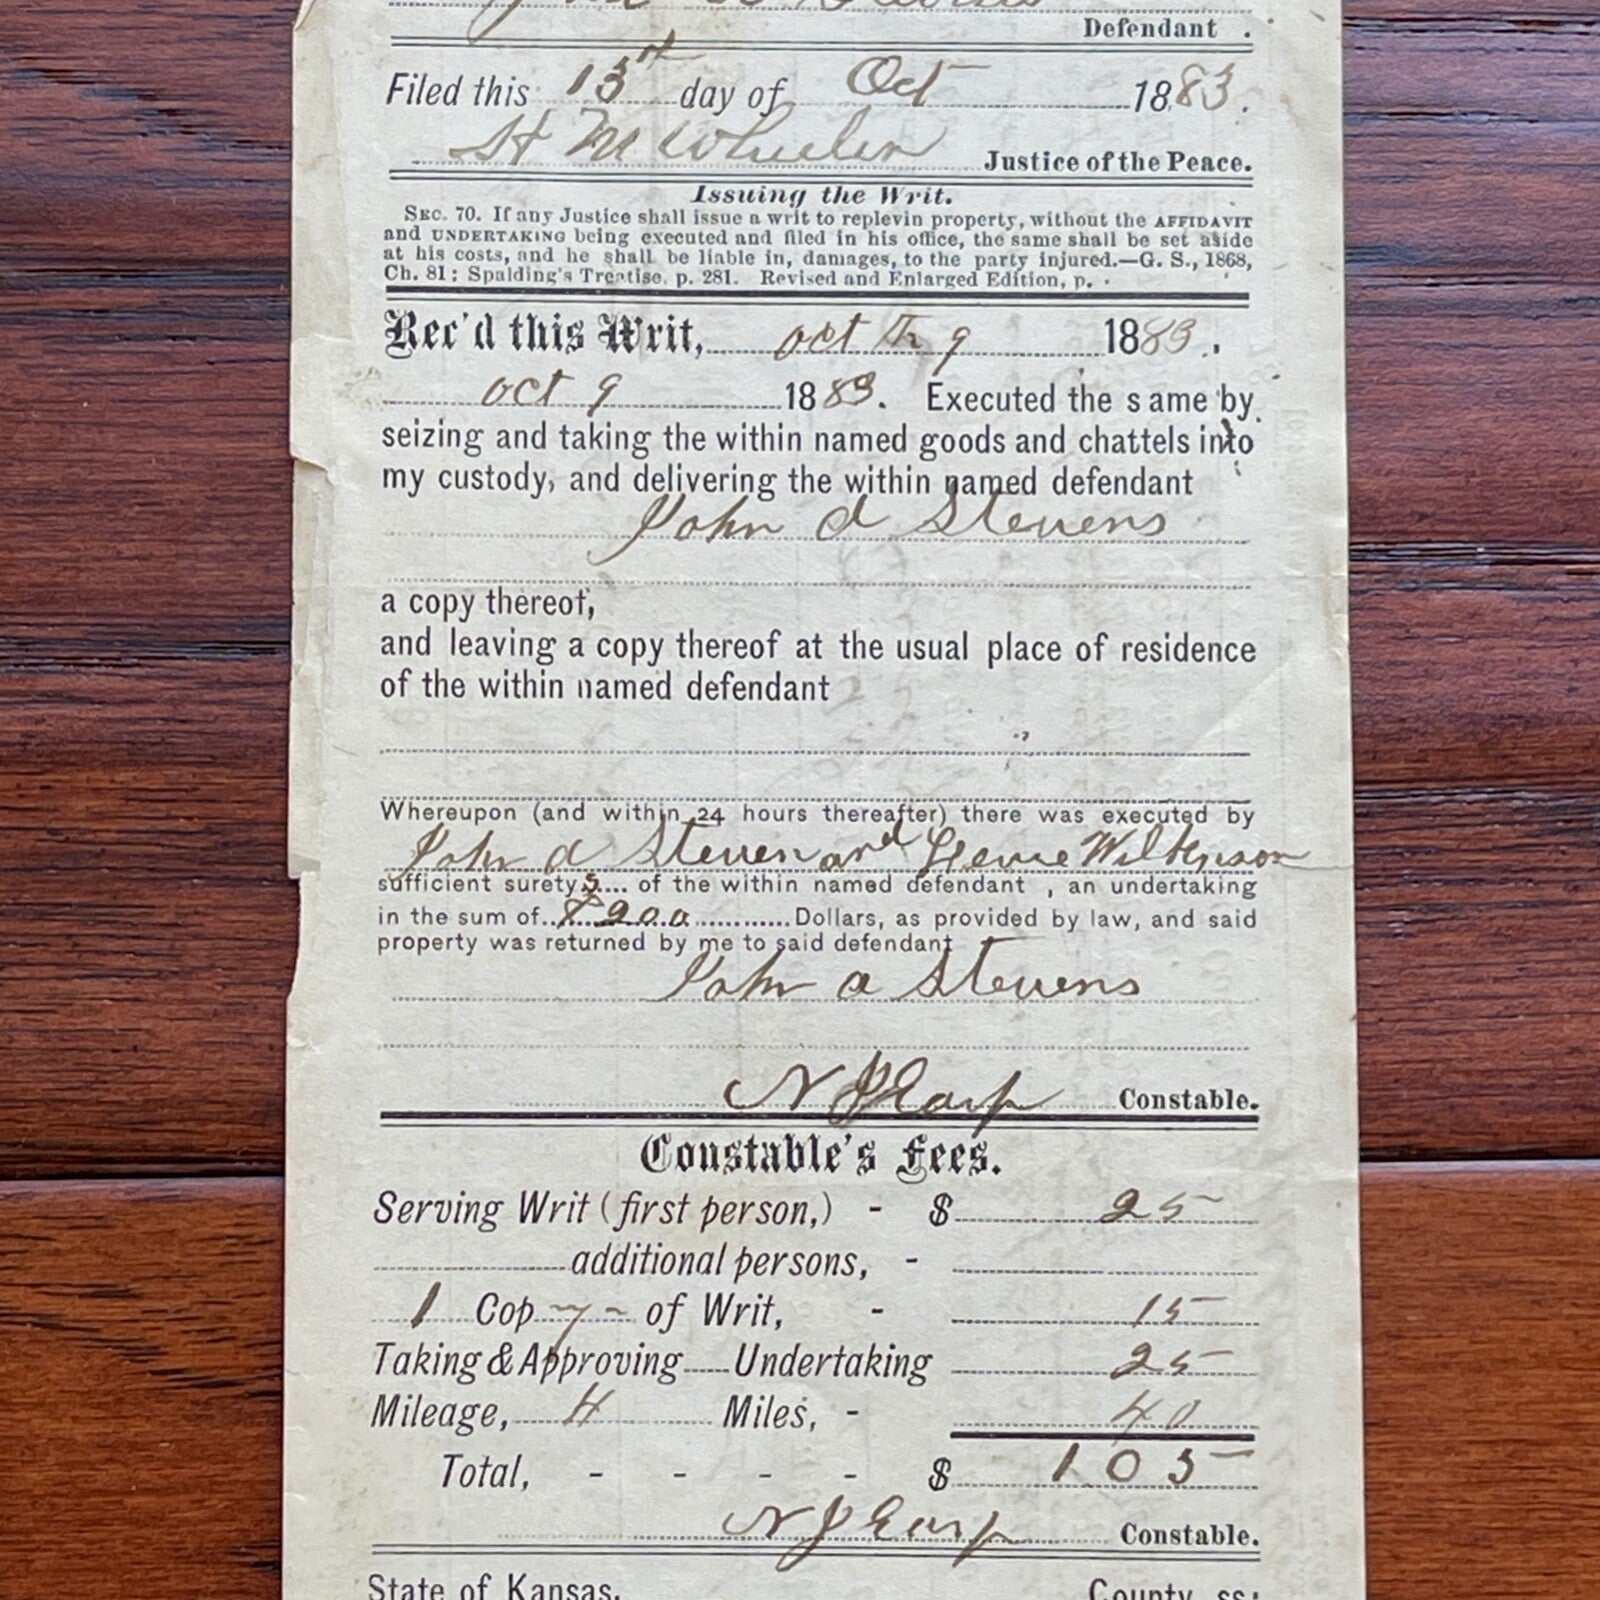 Defendant .
Filed this 13th day of Oct 1883.
H M Wheeler Justice of the Peace.
Issuing the Writ.
SEC. 70. If any Justice shall issue a writ to replevin property, without the AFFIDAVIT
and UNDERTAKING being executed and filed in his office, the same shall be set aside
at his costs, and he shall be liable in, damages, to the party injured.—G. S., 1868,
Ch. 81; Spalding's Treatise, p. 281. Revised and Enlarged Edition, p.
Rec'd this Writ, oct th 9 1883.
oct 9 1883. Executed the same by
seizing and taking the within named goods and chattels into
my custody, and delivering the within named defendant
John a Stevens
a copy thereof,
and leaving a copy thereof at the usual place of residence
of the within named defendant
Whereupon (and within 24 hours thereafter) there was executed by
John a Steven and Wilkenson
sufficient suretys of the within named defendant , an undertaking
in the sum of $200 Dollars, as provided by law, and said
property was returned by me to said defendant
John a Stevens
N J Earp Constable.
Constable's Fees.
Serving Writ (first person,) - $ 25
additional persons, -
1 Copy of Writ, - 15
Taking & Approving Undertaking 25
Mileage, 4 Miles, - 40
Total, - - - - $ 105
N J Earp Constable.
State of Kansas, County ss: